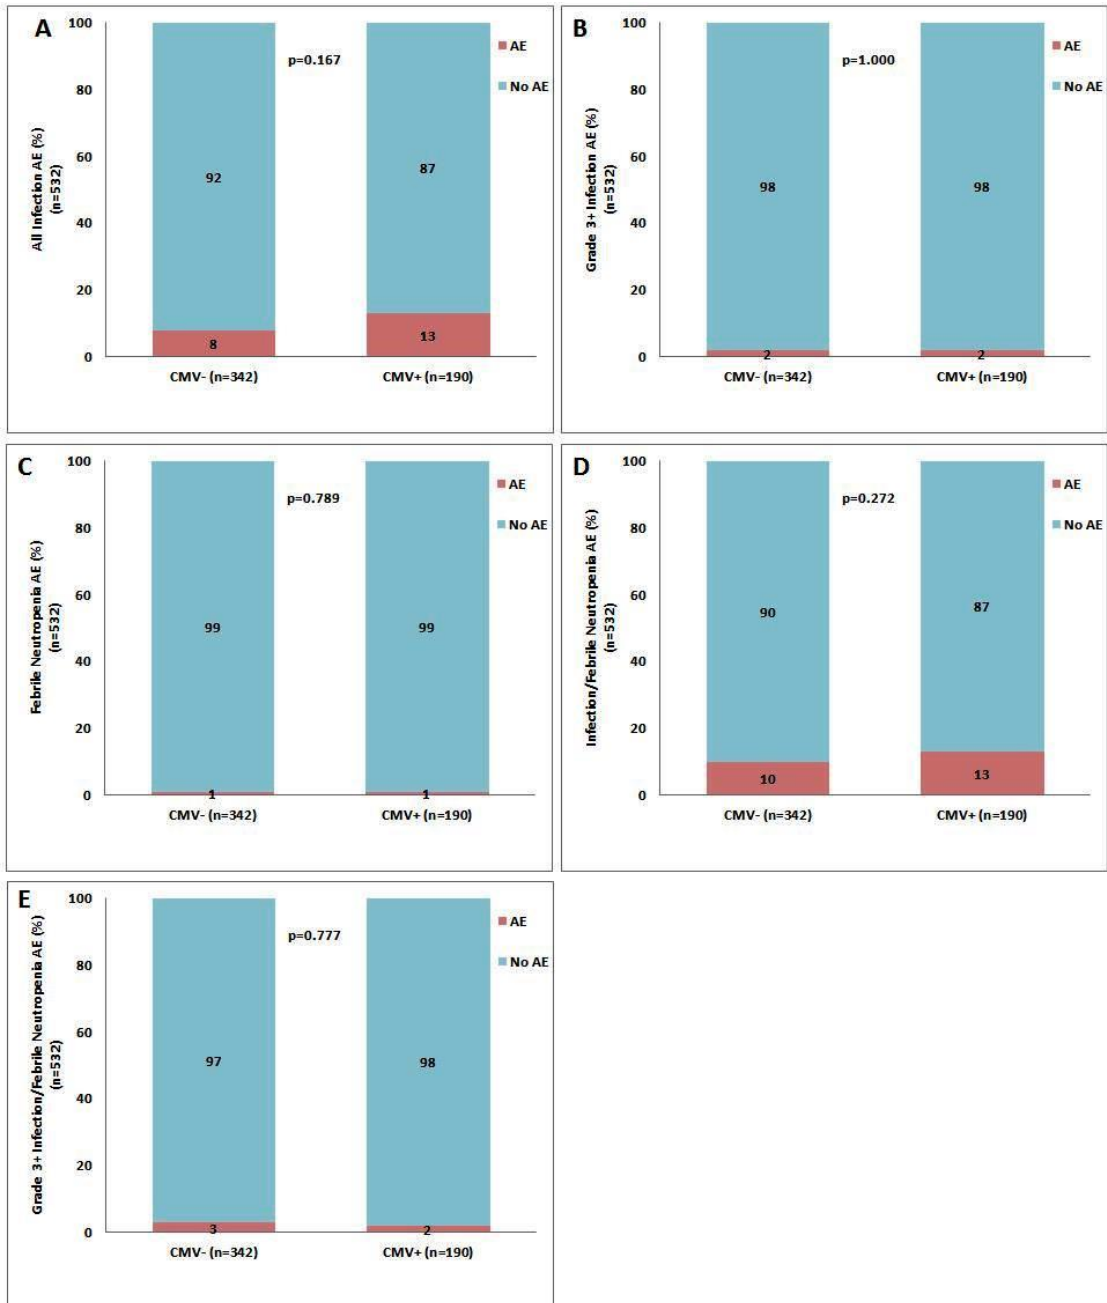 A
All Infection AE (%)
(n=532)
100
80
60
40
20
0
p=0.167
92
87
8
13
CMV- (n=342)
CMV+ (n=190)
AE
No AE
B
Grade 3+ Infection AE (%)
(n=532)
100
80
60
40
20
0
p=1.000
98
98
2
2
CMV- (n=342)
CMV+ (n=190)
AE
No AE
C
Febrile Neutropenia AE (%)
(n=532)
100
80
60
40
20
0
p=0.789
99
99
1
1
CMV- (n=342)
CMV+ (n=190)
AE
No AE
D
Infection/Febrile Neutropenia AE (%)
(n=532)
100
80
60
40
20
0
p=0.272
90
87
10
13
CMV- (n=342)
CMV+ (n=190)
AE
No AE
E
Grade 3+ Infection/Febrile Neutropenia AE (%)
(n=532)
100
80
60
40
20
0
p=0.777
97
98
3
2
CMV- (n=342)
CMV+ (n=190)
AE
No AE